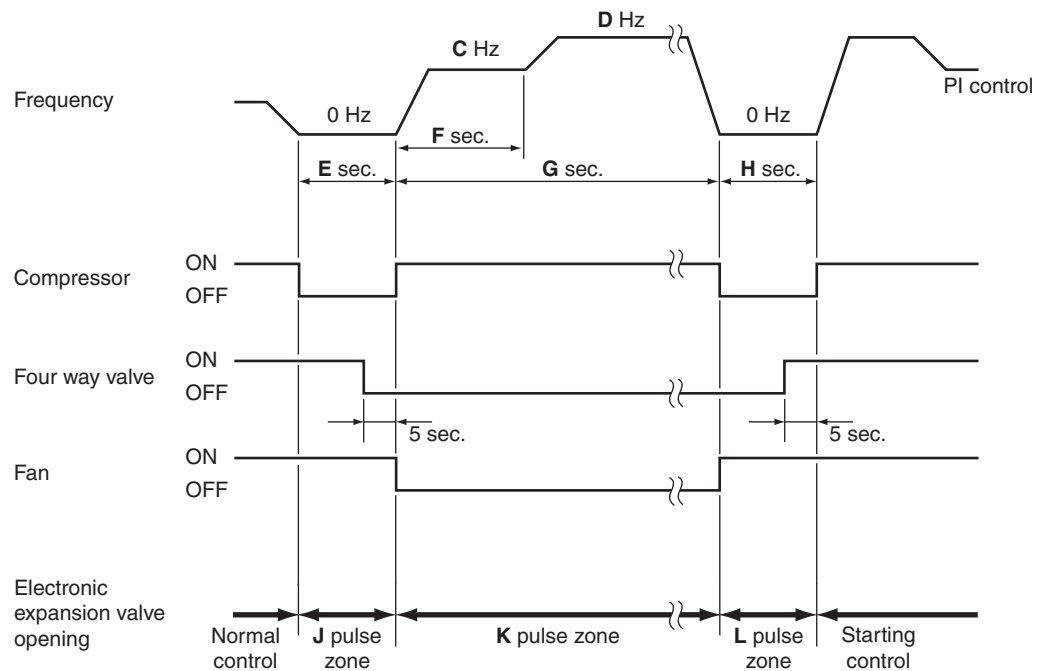 D Hz
C Hz
Frequency
PI control
0 Hz
0 Hz
F sec.
E sec.
G sec.
H sec.
Compressor
ON
OFF
Four way valve
ON
OFF
5 sec.
5 sec.
Fan
ON
OFF
Electronic
expansion valve
opening
Normal
control
J pulse
zone
K pulse zone
L pulse
zone
Starting
control